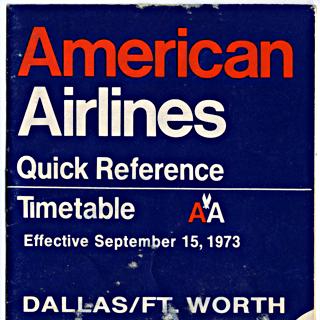 American
Airlines
Quick Reference
Timetable AA
Effective September 15, 1973
DALLAS/FT. WORTH